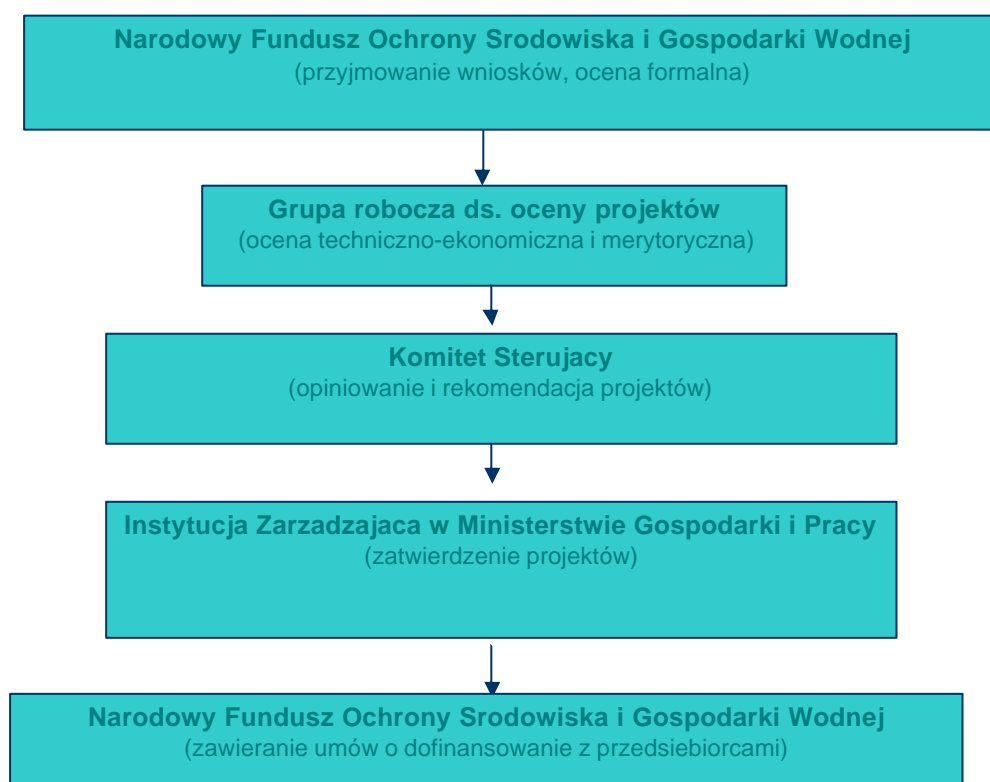 Narodowy Fundusz Ochrony Srodowiska i Gospodarki Wodnej
(przyjmowanie wniosków, ocena formalna)
Grupa robocza ds. oceny projektów
(ocena techniczno-ekonomiczna i merytoryczna)
Komitet Sterujacy
(opiniowanie i rekomendacja projektów)
Instytucja Zarzadzajaca w Ministerstwie Gospodarki i Pracy
(zatwierdzenie projektów)
Narodowy Fundusz Ochrony Srodowiska i Gospodarki Wodnej
(zawieranie umów o dofinansowanie z przedsiebiorcami)